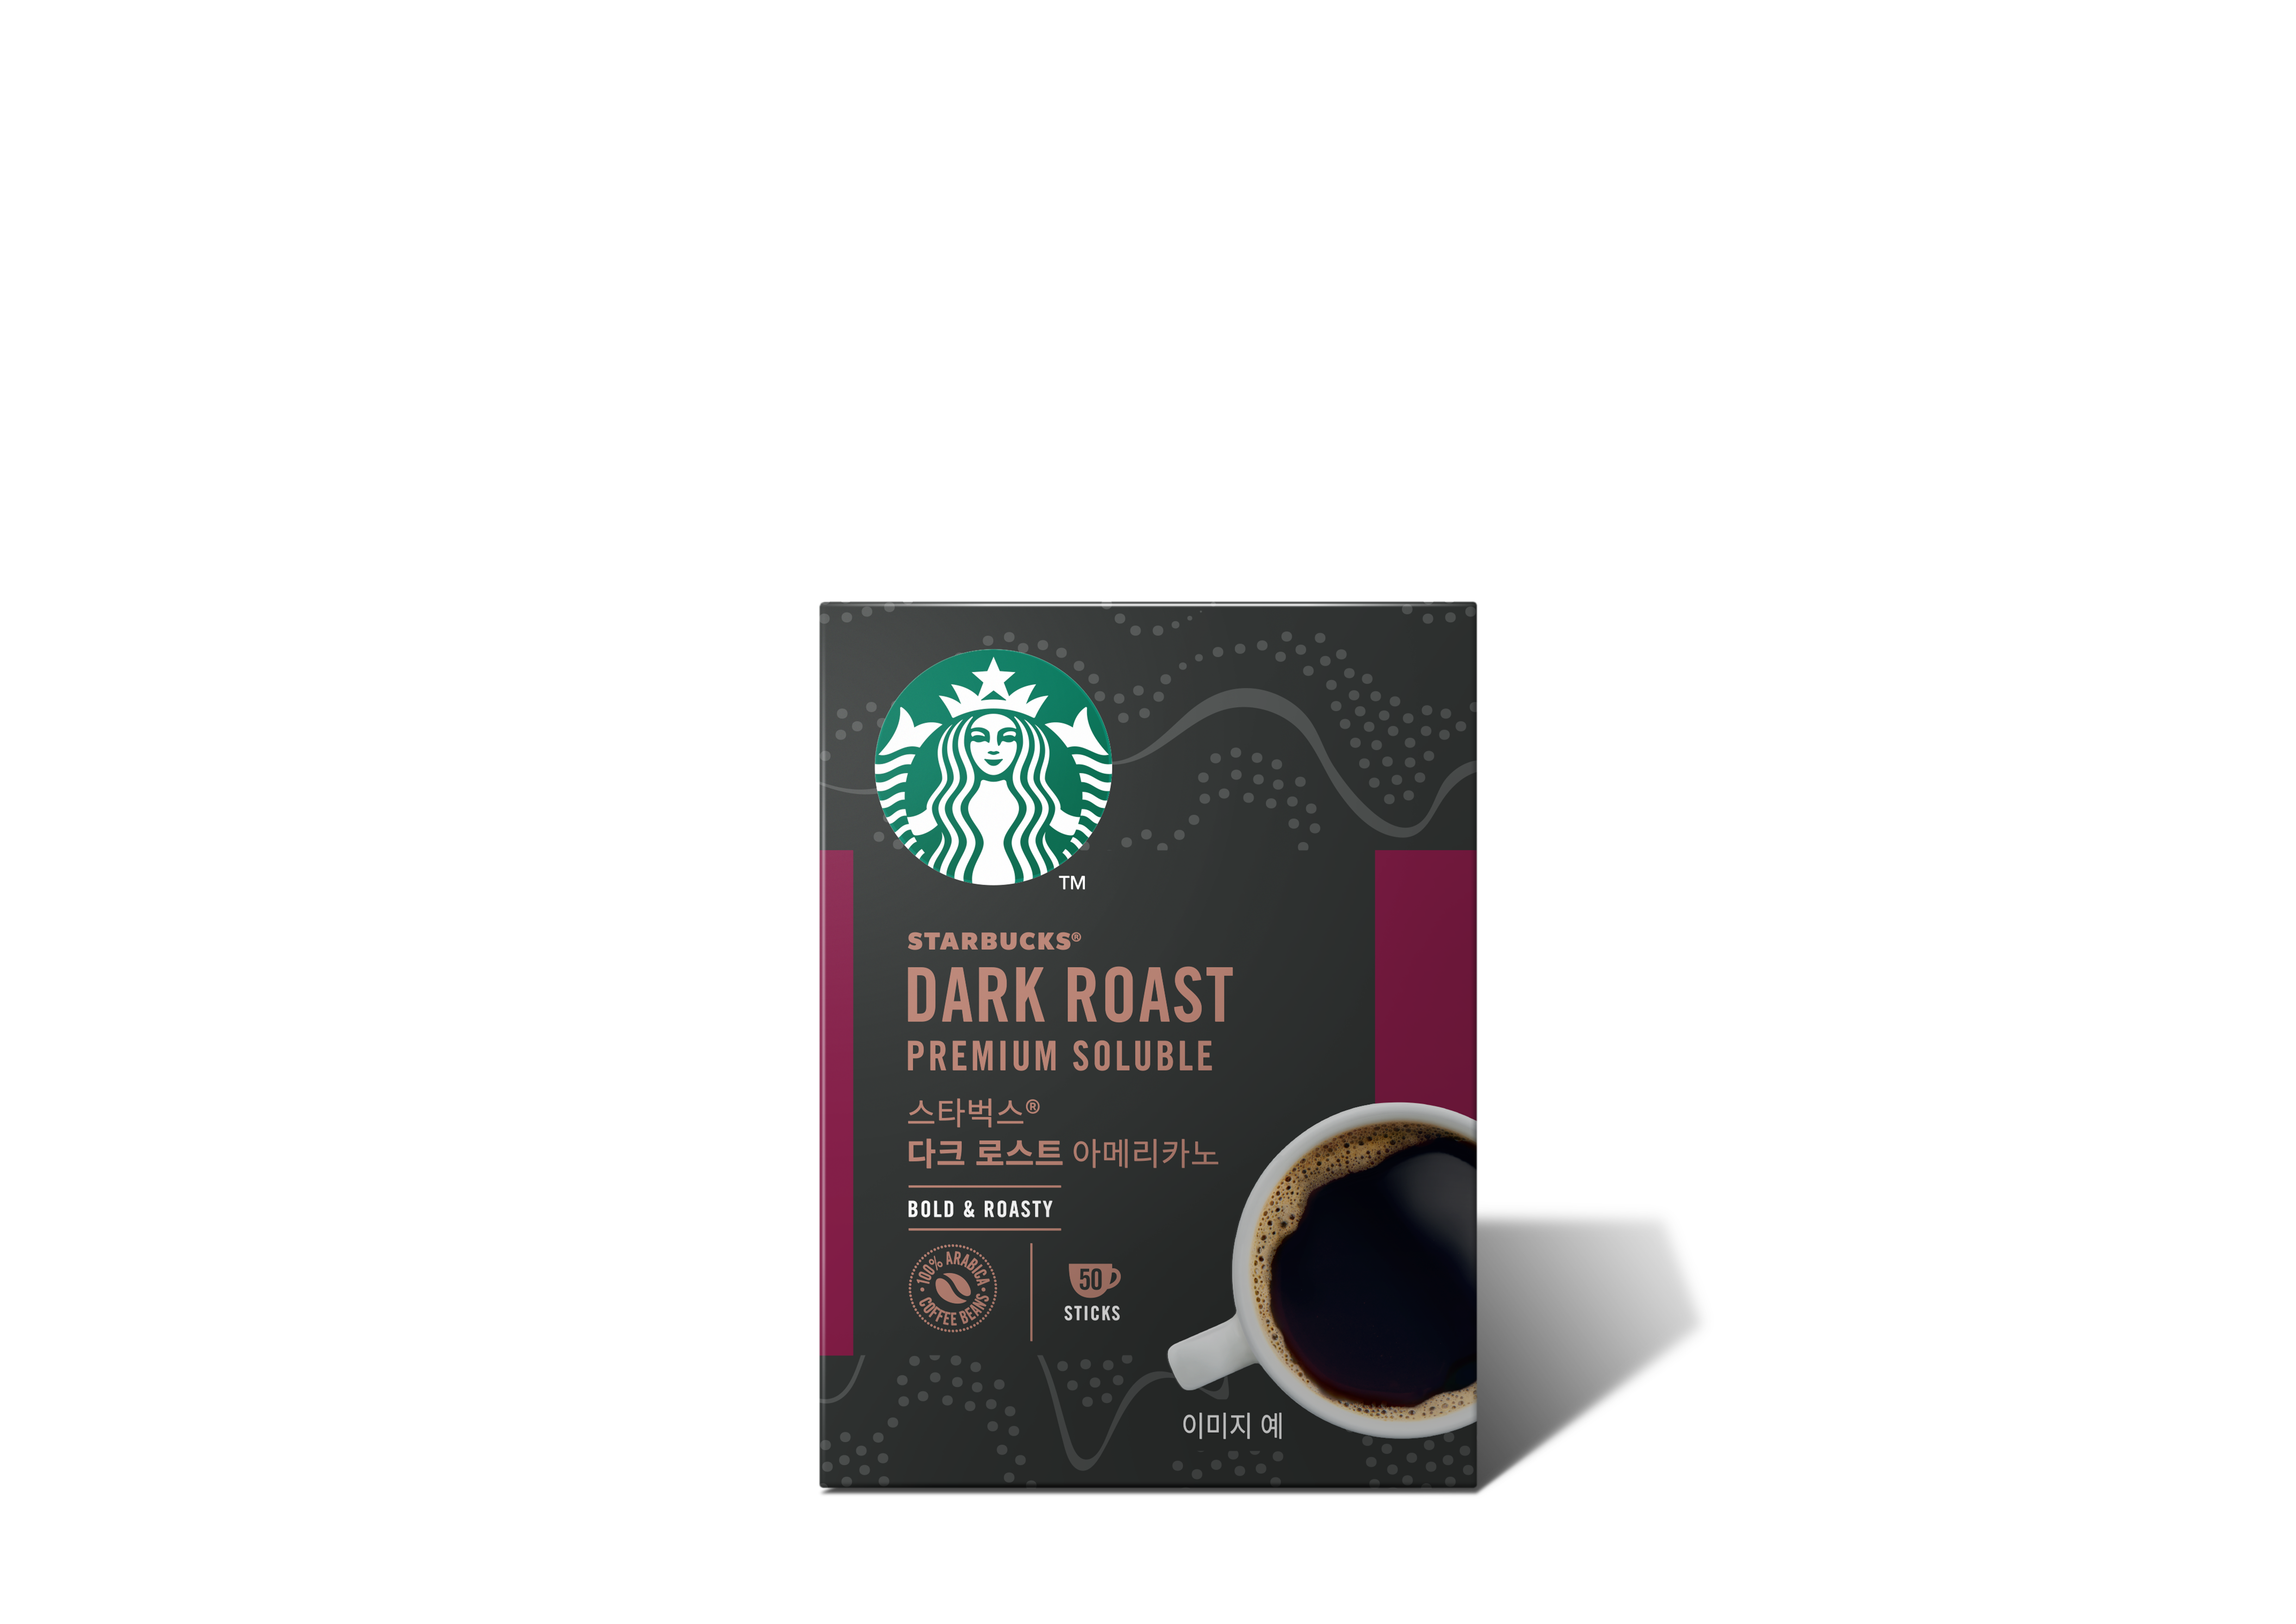 TM
STARBUCKS®
DARK ROAST
PREMIUM SOLUBLE
스타벅스®
다크 로스트 아메리카노
BOLD & ROASTY
100% ARABICA
COFFEE BEANS
50
STICKS
이미지 예